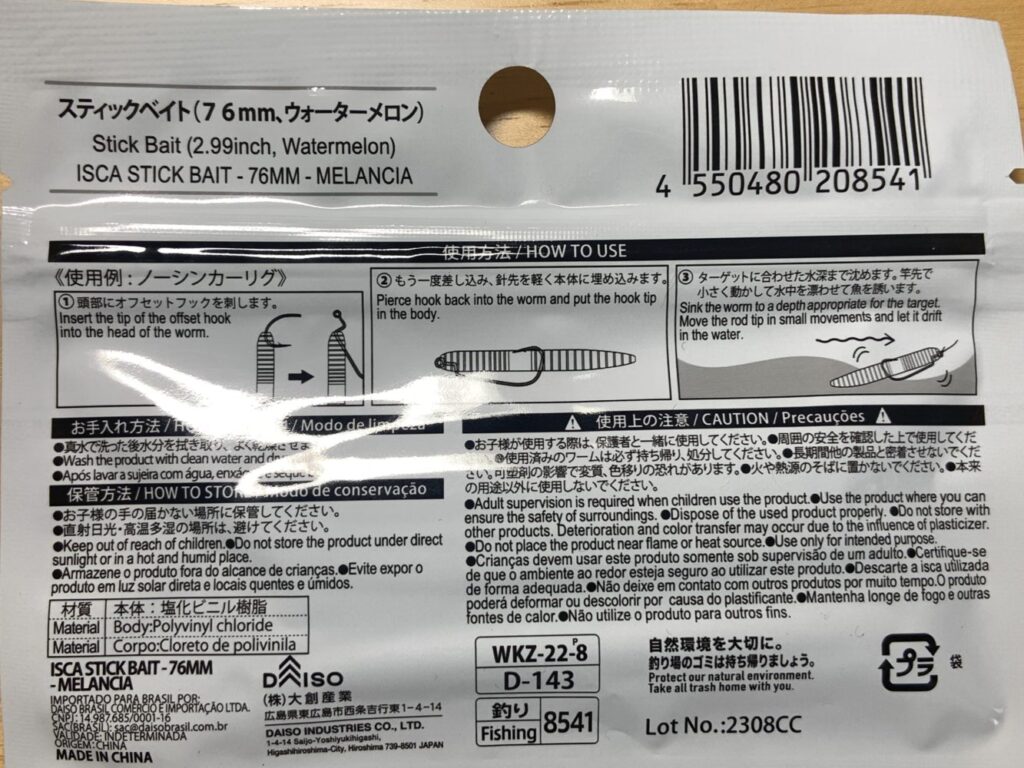 スティックベイト(76mm、ウォーターメロン)
Stick Bait (2.99inch, Watermelon)
ISCA STICK BAIT - 76MM - MELANCIA
4 550480 208541
使用方法 / HOW TO USE
《使用例：ノーシンカーリグ》
①頭部にオフセットフックを刺します。
Insert the tip of the offset hook
into the head of the worm.
②もう一度差し込み、針先を軽く本体に埋め込みます。
Pierce hook back into the worm and put the hook tip
in the body.
③ターゲットに合わせた水深まで沈めます。竿先で
小さく動かして水中を漂わせて魚を誘います。
Sink the worm to a depth appropriate for the target.
Move the rod tip in small movements and let it drift
in the water.
お手入れ方法 / / Modo de limpeza
●真水で洗った後水分を拭き取り、よく乾燥させ
●Wash the product with clean water and
●Após lavar a sujeira com água,
保管方法 / HOW TO STORE / Modo de conservação
●お子様の手の届かない場所に保管してください。
●直射日光・高温多湿の場所は、避けてください。
●Keep out of reach of children.●Do not store the product under direct
sunlight or in a hot and humid place.
●Armazene o produto fora do alcance de crianças.●Evite expor o
produto em luz solar direta e locais quentes e úmidos.
材質 本体：塩化ビニル樹脂
Material Body:Polyvinyl chloride
Material Corpo:Cloreto de polivinila
ISCA STICK BAIT - 76MM
- MELANCIA
IMPORTADO PARA BRASIL POR:
DAISO BRASIL COMERCIO E IMPORTAÇÃO LTDA.
CNPJ: 14.987.685/0001-16
SAC(BRASIL): sac@daisobrasil.com.br
VALIDADE: INDETERMINADA
ORIGEM: CHINA
MADE IN CHINA
DAISO
(株)大創産業
広島県東広島市西条吉行東1-4-14
DAISO INDUSTRIES CO., LTD.
1-4-14 Saijo-Yoshiyukihigashi,
Higashihiroshima-City, Hiroshima 739-8501 JAPAN
使用上の注意 / CAUTION / Precauções
●お子様が使用する際は、保護者と一緒に使用してください。●周囲の安全を確認した上で使用してくだ
●使用済みのワームは必ず持ち帰り、処分してください。●長期間他の製品と密着させないでくだ
さい。可塑剤の影響で変質、色移りの恐れがあります。●火や熱源のそばに置かないでください。●本来
の用途以外に使用しないでください。
●Adult supervision is required when children use the product.●Use the product where you can
ensure the safety of surroundings. ●Dispose of the used product properly. ●Do not store with
other products. Deterioration and color transfer may occur due to the influence of plasticizer.
●Do not place the product near flame or heat source.●Use only for intended purpose.
●Crianças devem usar este produto somente sob supervisão de um adulto.●Certifique-se
de que o ambiente ao redor esteja seguro ao utilizar este produto.●Descarte a isca utilizada
de forma adequada.●Não deixe em contato com outros produtos por muito tempo.O produto
poderá deformar ou descolorir por causa do plastificante.●Mantenha longe de fogo e outras
fontes de calor.●Não utilize o produto para outros fins.
WKZ-22-P-8
D-143
釣り
Fishing 8541
自然環境を大切に。
釣り場のゴミは持ち帰りましょう。
Protect our natural environment.
Take all trash home with you.
プラ 袋
Lot No.:2308CC